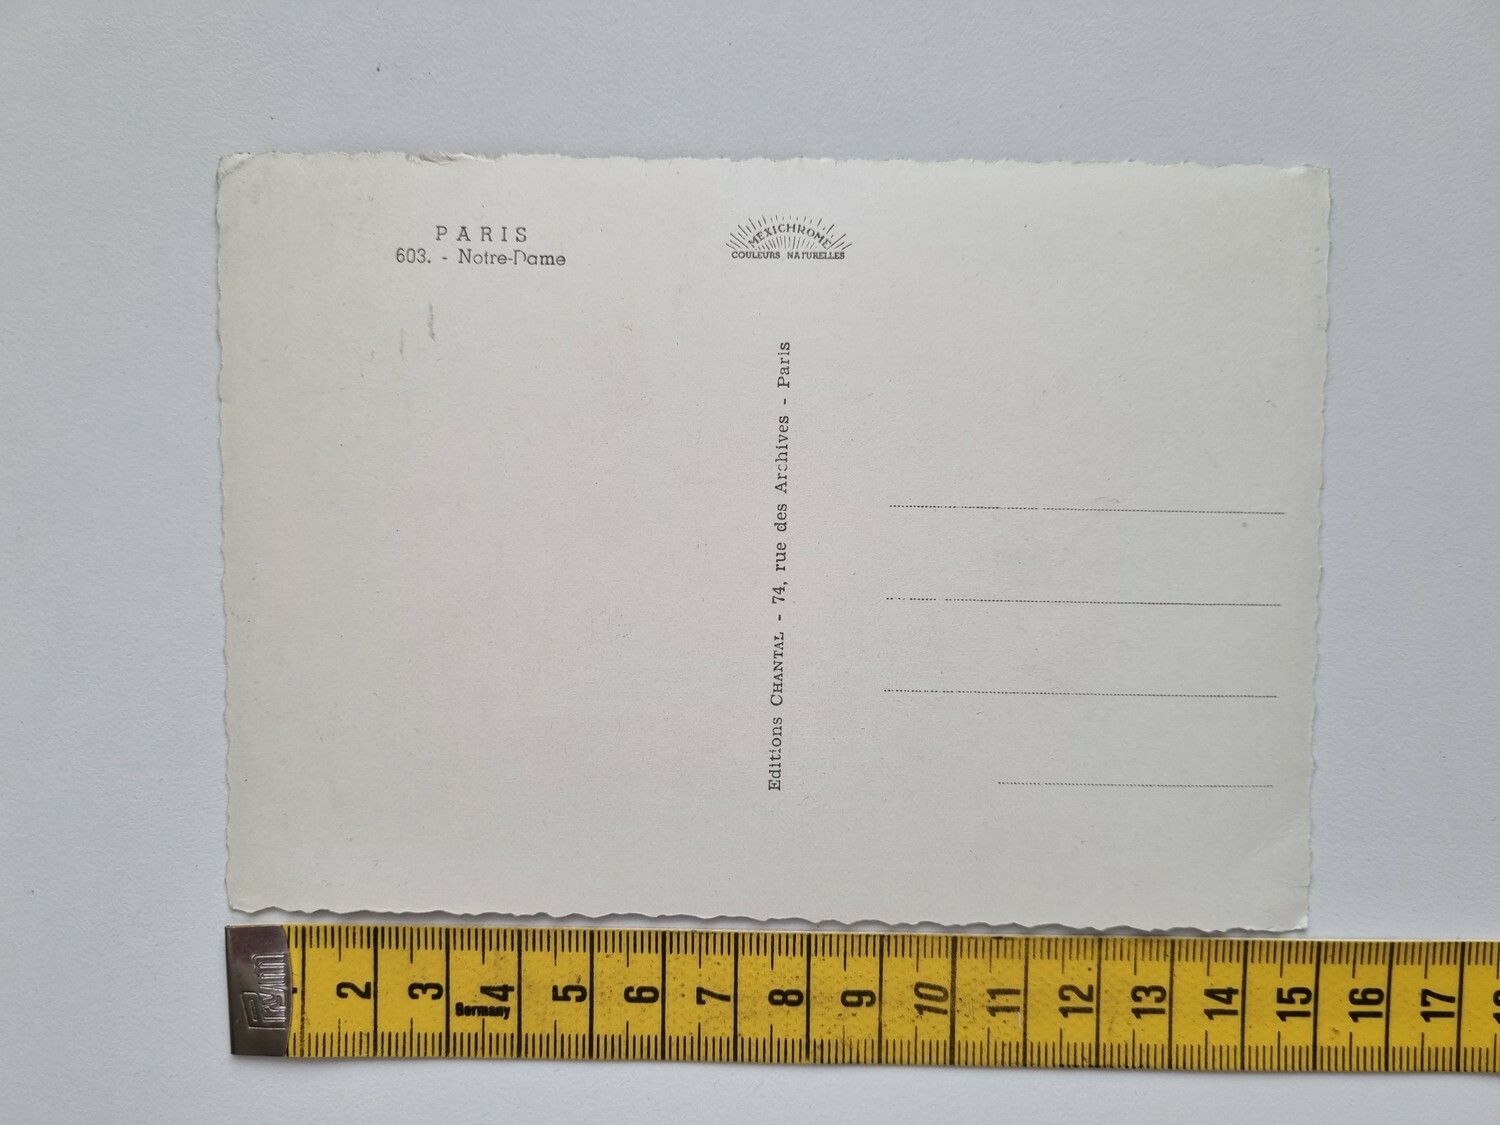 PARIS
603. - Notre-Dame
MEXICHROME
COULEURS NATURELLES
Editions CHANTAL - 74, rue des Archives - Paris
Prym
2 3 4 5 6 7 8 9 10 11 12 13 14 15 16 17
Germany